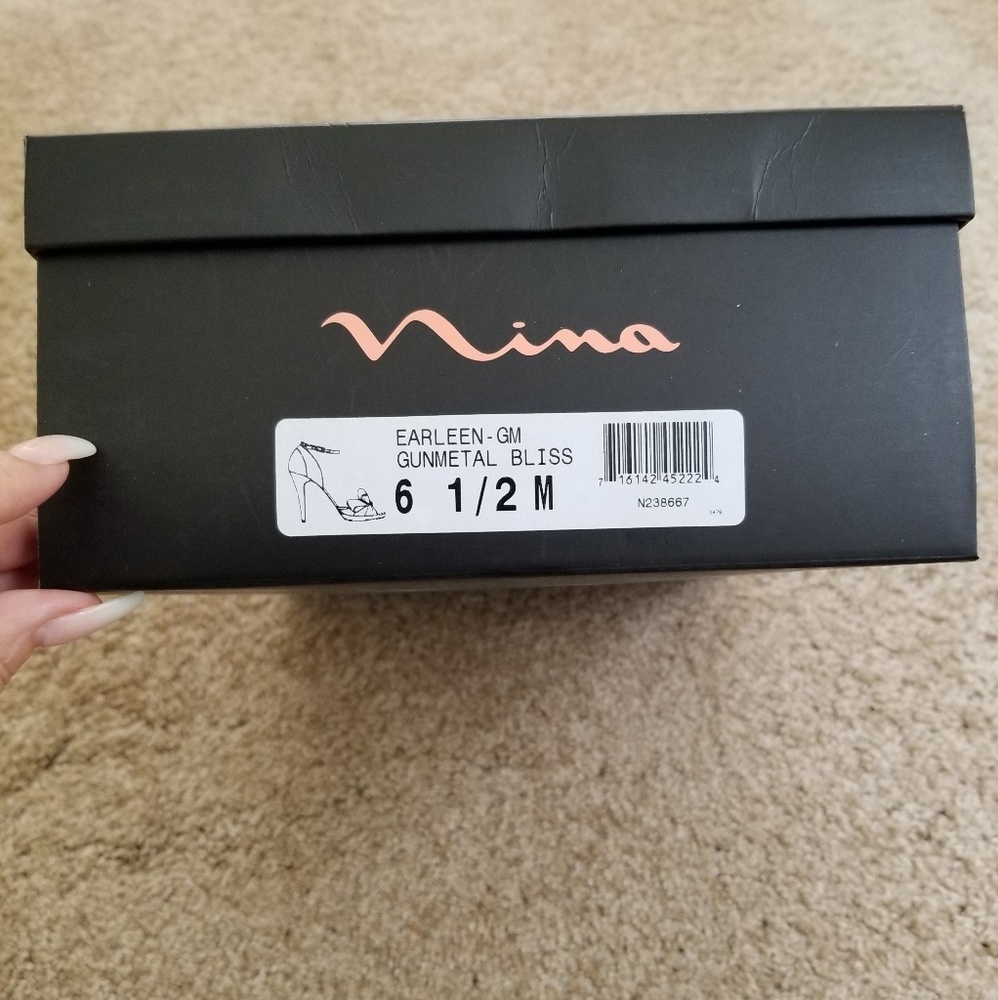 nina
EARLEEN-GM
GUNMETAL BLISS
6 1/2 M
7 16142 45222 4
N238667